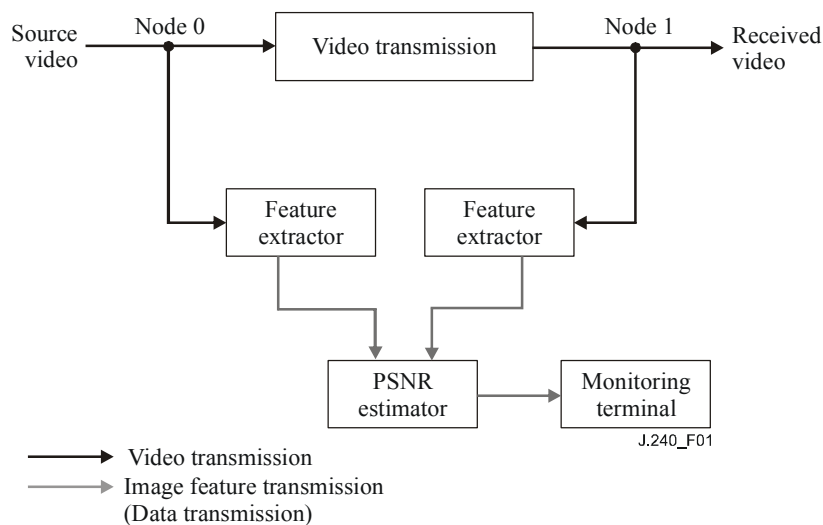 Source
video
Node 0
Video transmission
Node 1
Received
video
Feature
extractor
Feature
extractor
PSNR
estimator
Monitoring
terminal
J.240_F01
Video transmission
Image feature transmission
(Data transmission)